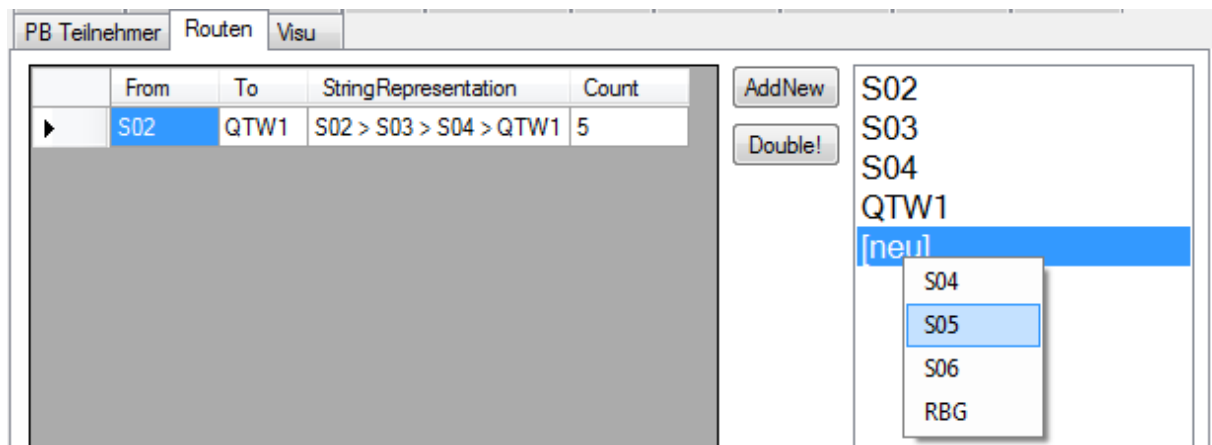 PB Teilnehmer Routen Visu
From To StringRepresentation Count
S02 QTW1 S02 > S03 > S04 > QTW1 5
AddNew
Double!
S02
S03
S04
QTW1
[neu]
S04
S05
S06
RBG